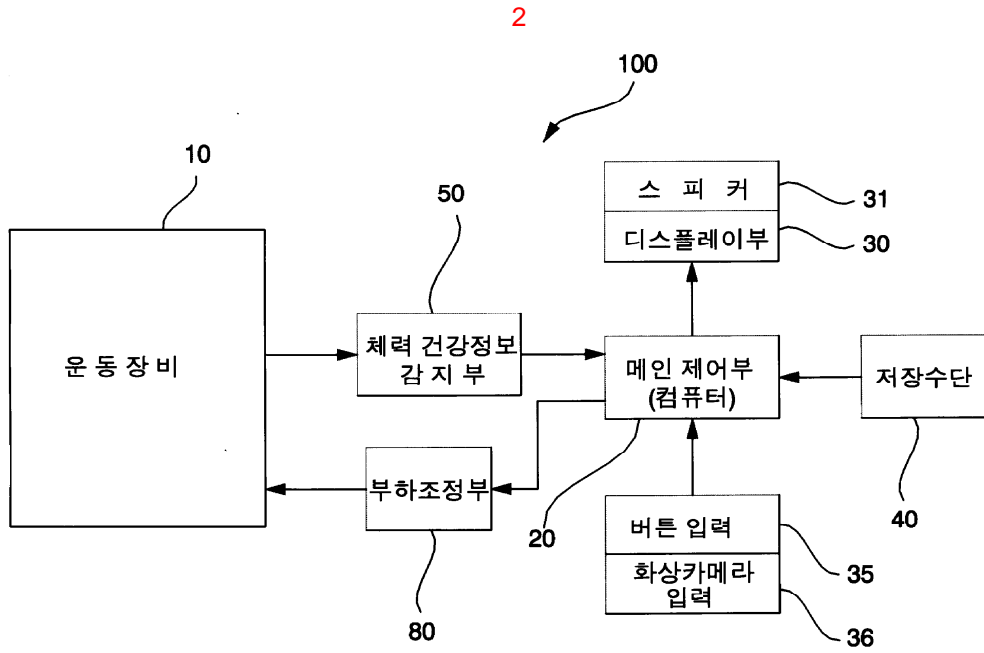 2
100
10
50
스 피 커
31
디스플레이부
30
운 동 장 비
체력 건강정보
감 지 부
메인 제어부
(컴퓨터)
저장수단
부하조정부
20
버튼 입력
40
35
화상카메라
입력
80
36